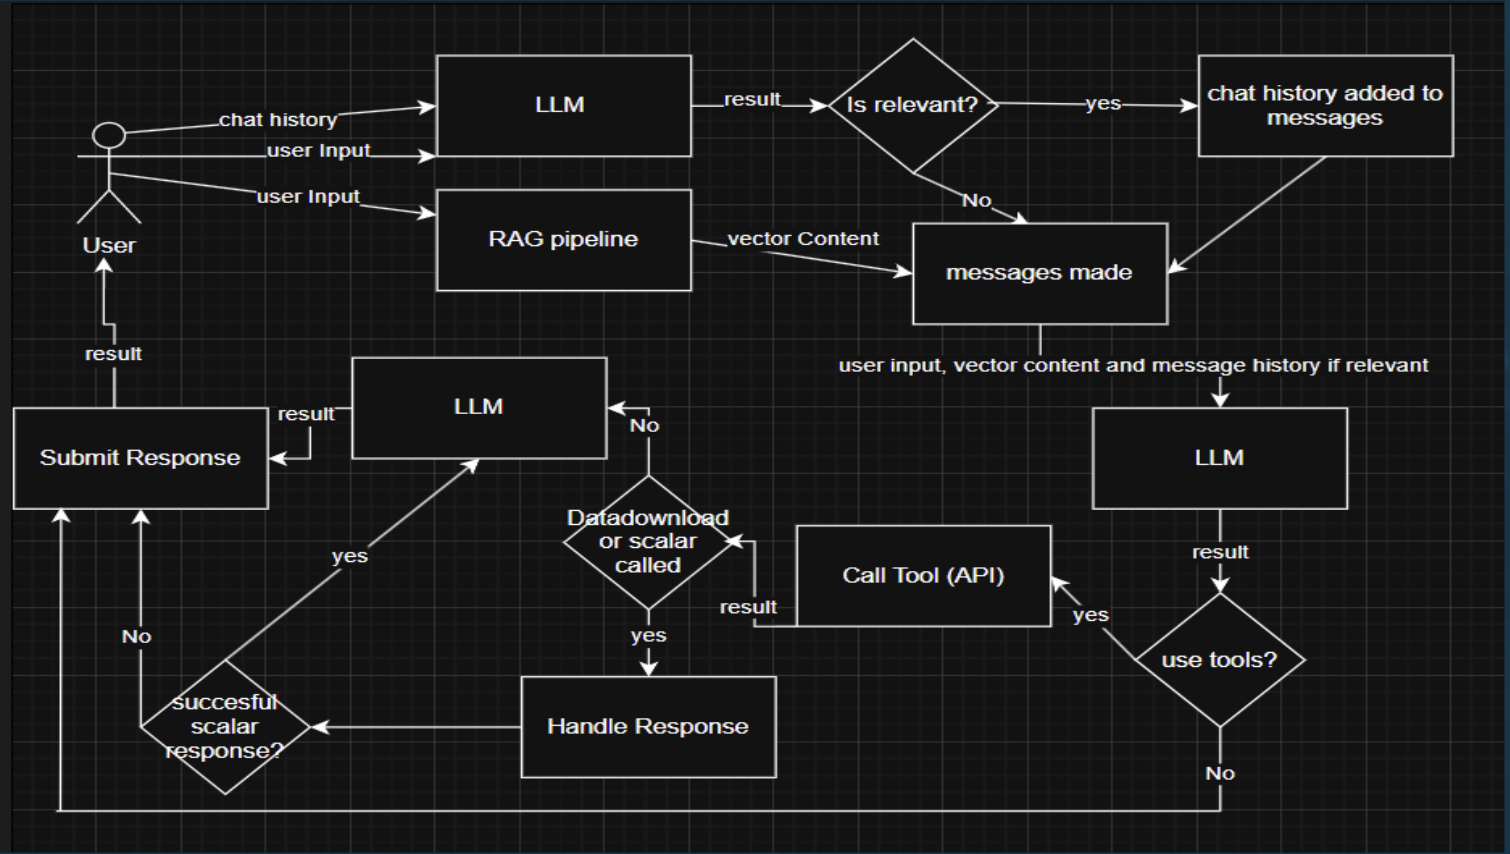 LLM
result
Is relevant?
yes
chat history added to
messages
chat history
user Input
user Input
No
User
RAG pipeline
vector Content
messages made
result
user input, vector content and message history if relevant
LLM
result
No
Submit Response
LLM
Datadownload
or scalar
called
result
yes
Call Tool (API)
result
yes
No
yes
use tools?
succesful
scalar
response?
Handle Response
No